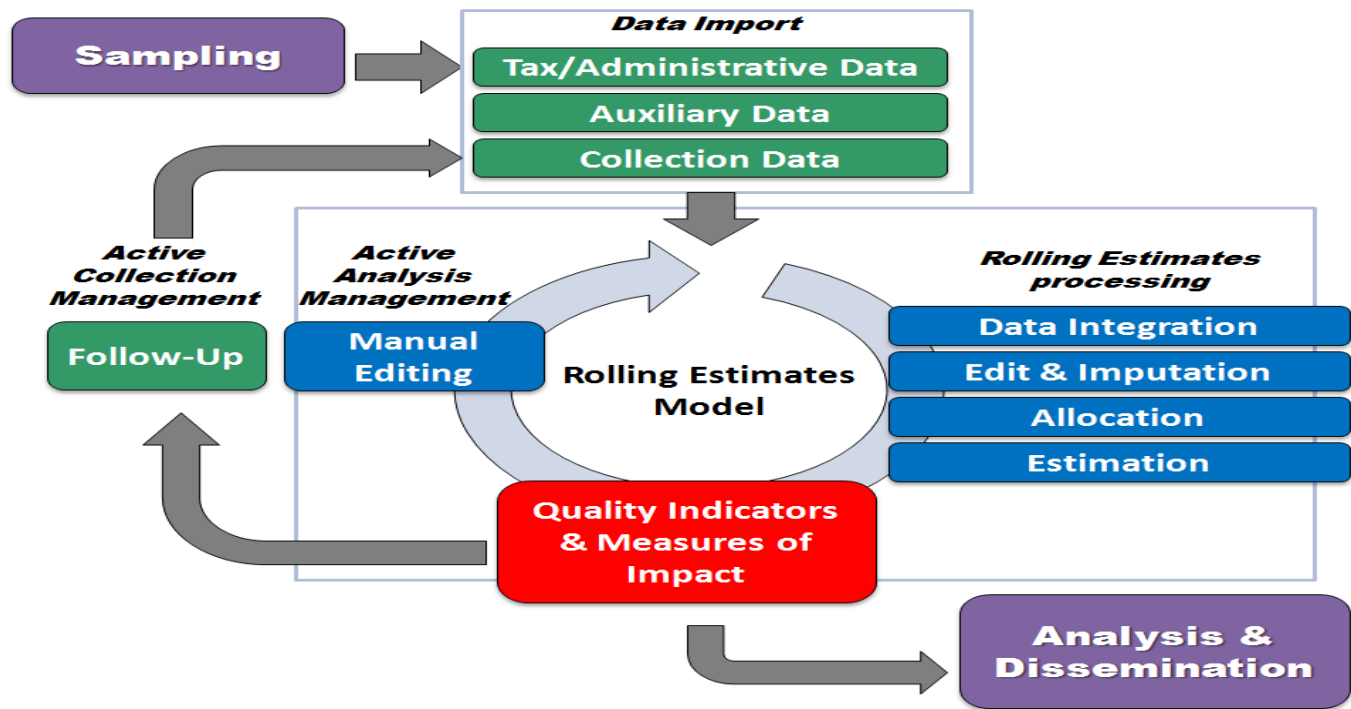 Sampling
Data Import
Tax/Administrative Data
Auxiliary Data
Collection Data
Active
Collection
Management
Follow-Up
Active
Analysis
Management
Manual
Editing
Rolling Estimates
Model
Rolling Estimates
processing
Data Integration
Edit & Imputation
Allocation
Estimation
Quality Indicators
& Measures of
Impact
Analysis &
Dissemination